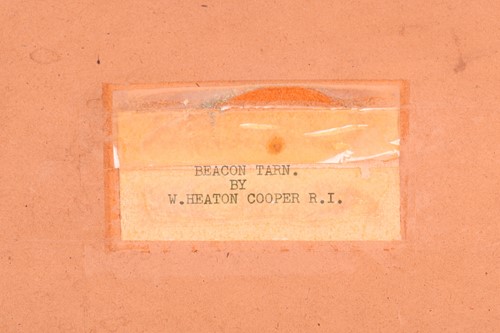 BEACON TARN.
BY
W.HEATON COOPER R.I.